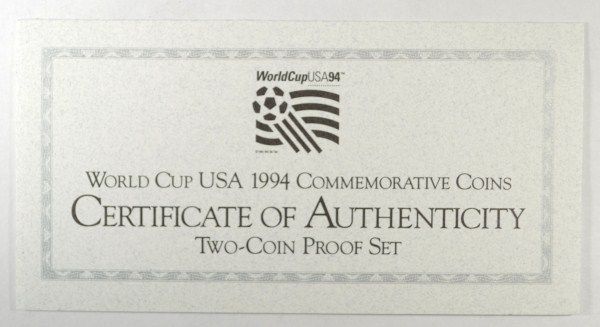 WorldCupUSA94™
WORLD CUP USA 1994 COMMEMORATIVE COINS
CERTIFICATE OF AUTHENTICITY
TWO-COIN PROOF SET